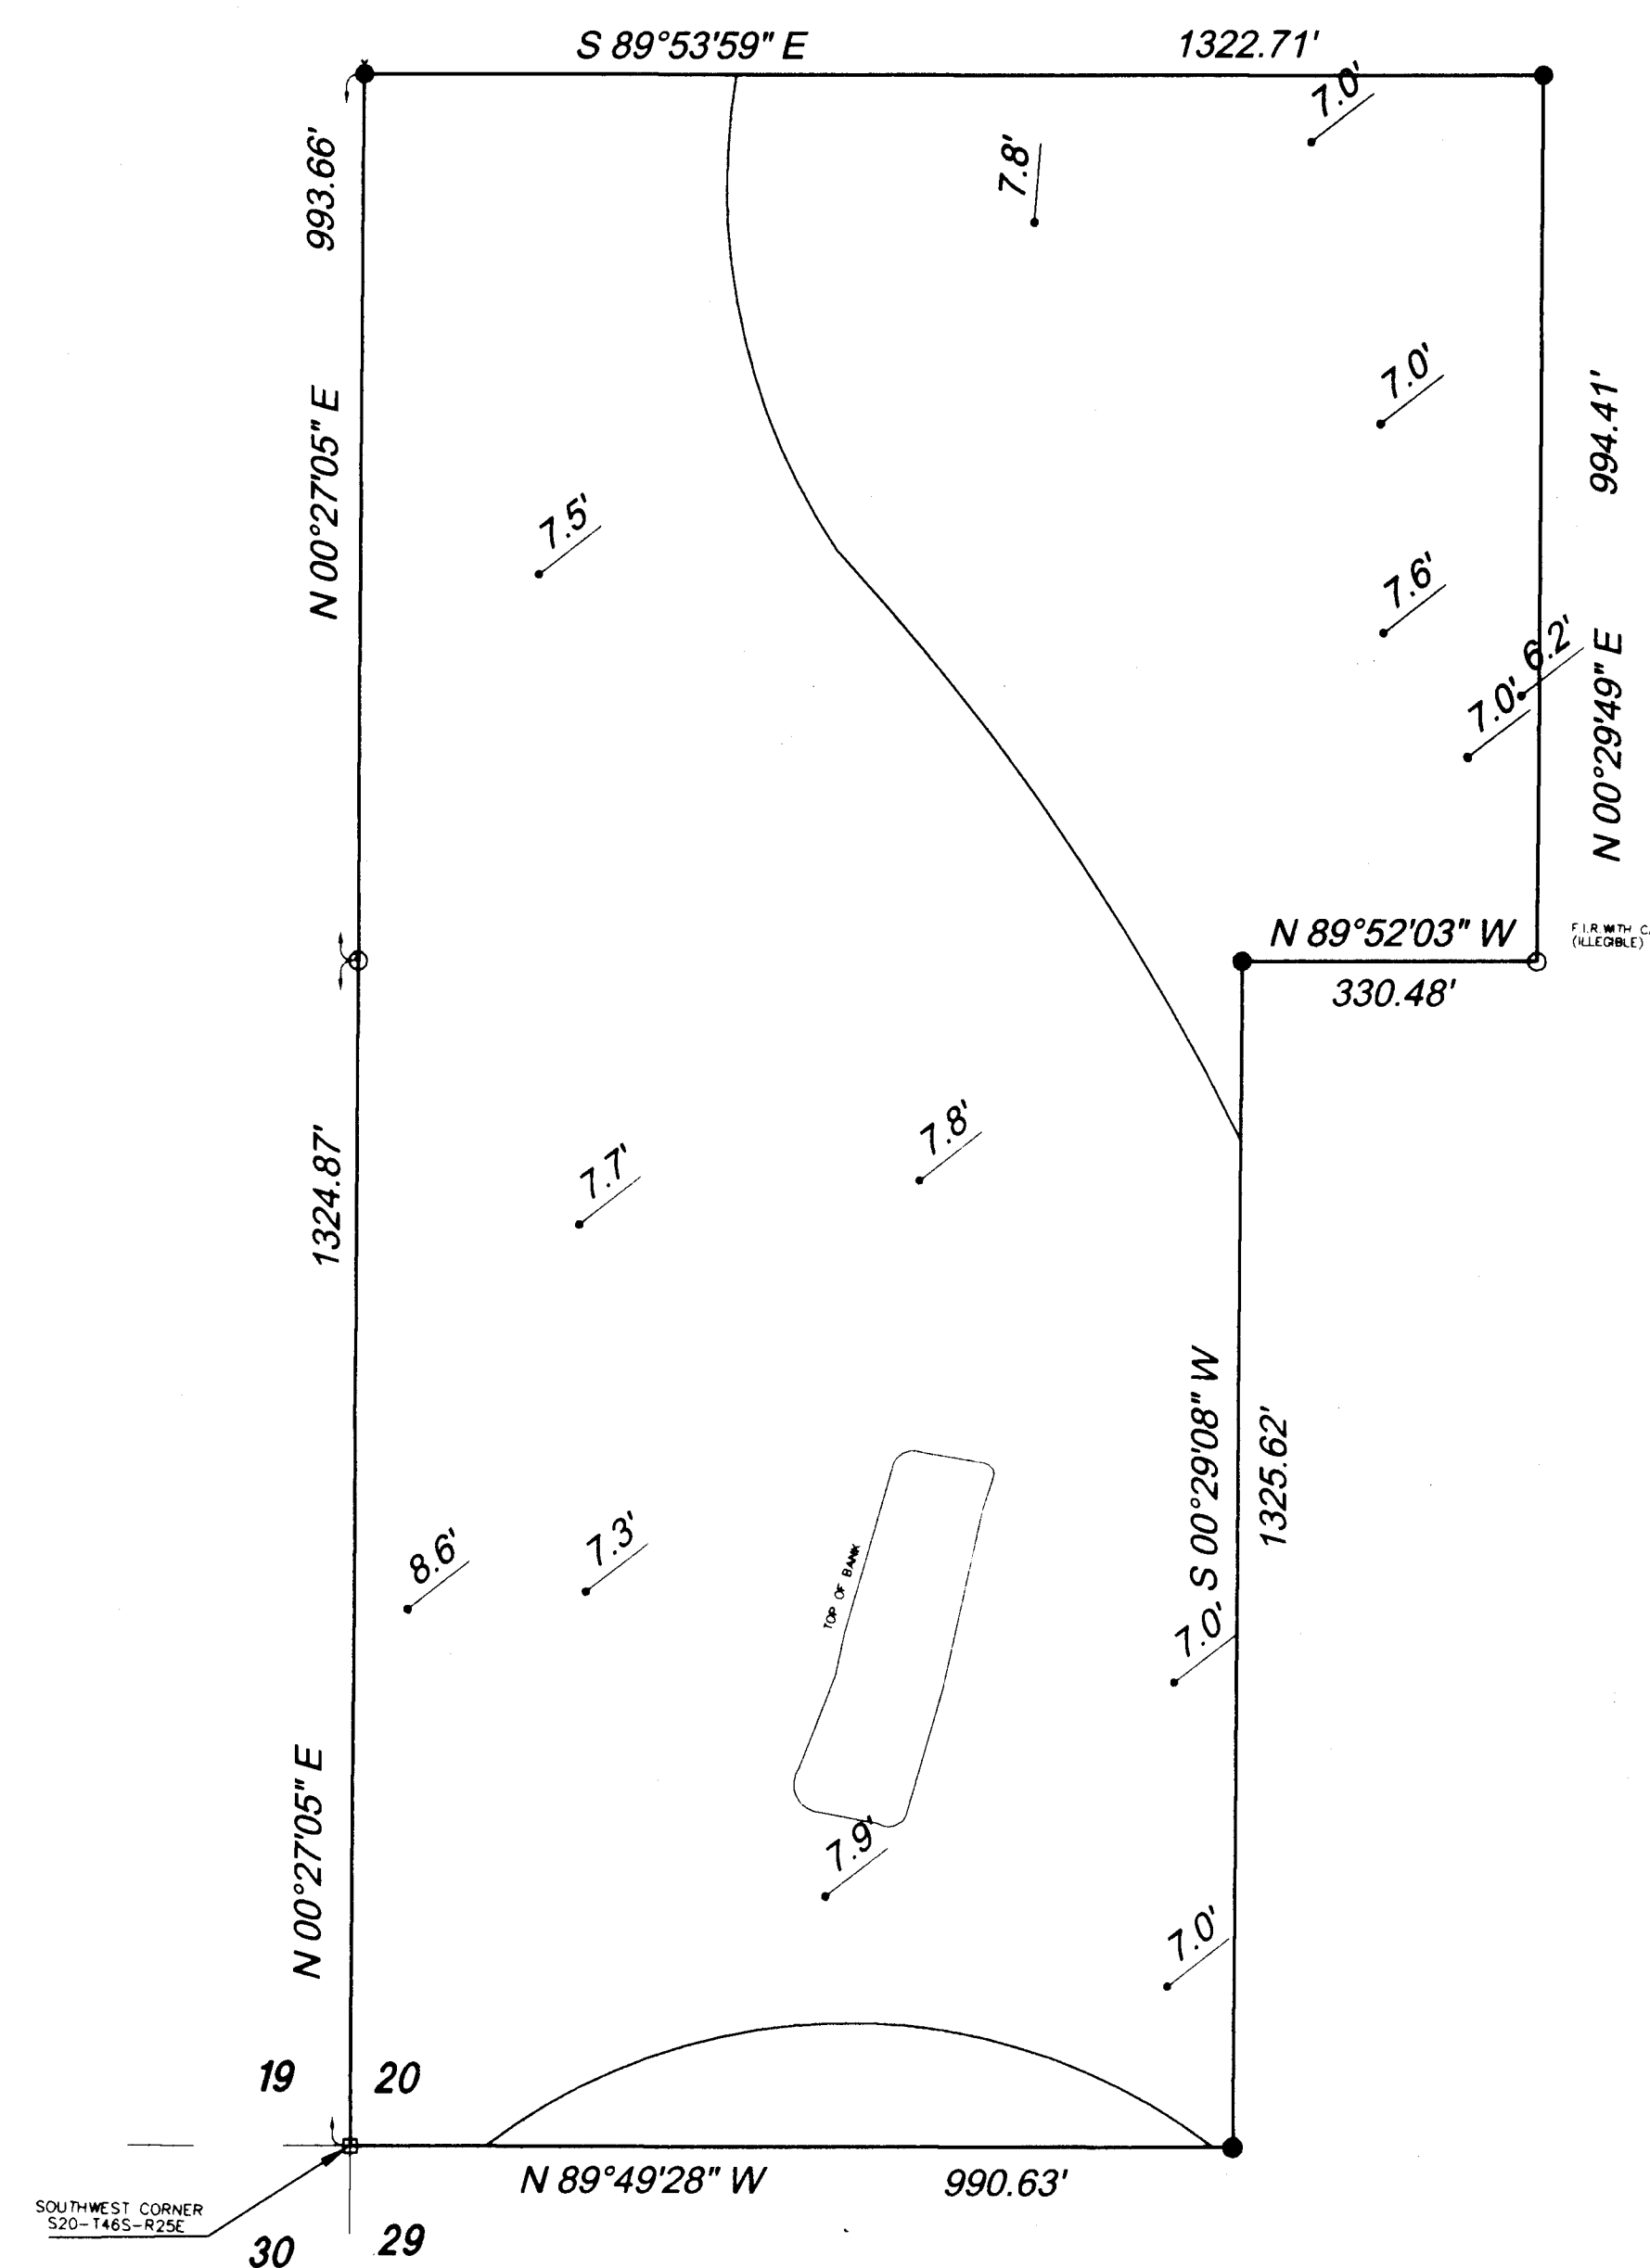 S 89°53'59" E
1322.71'
7.0'
993.66'
7.8'
N 00°27'05" E
7.0'
994.41'
7.5'
7.6'
6.2'
7.0'
N 00°29'49" E
N 89°52'03" W
330.48'
F.I.R. WITH
(ILLEGIBLE)
1324.87'
7.7'
7.8'
S 00°29'08" W
1325.62'
8.6'
7.3'
TOP OF BANK
7.0'
N 00°27'05" E
7.9'
7.0'
19
20
N 89°49'28" W
990.63'
SOUTHWEST CORNER
S20-T46S-R25E
30
29